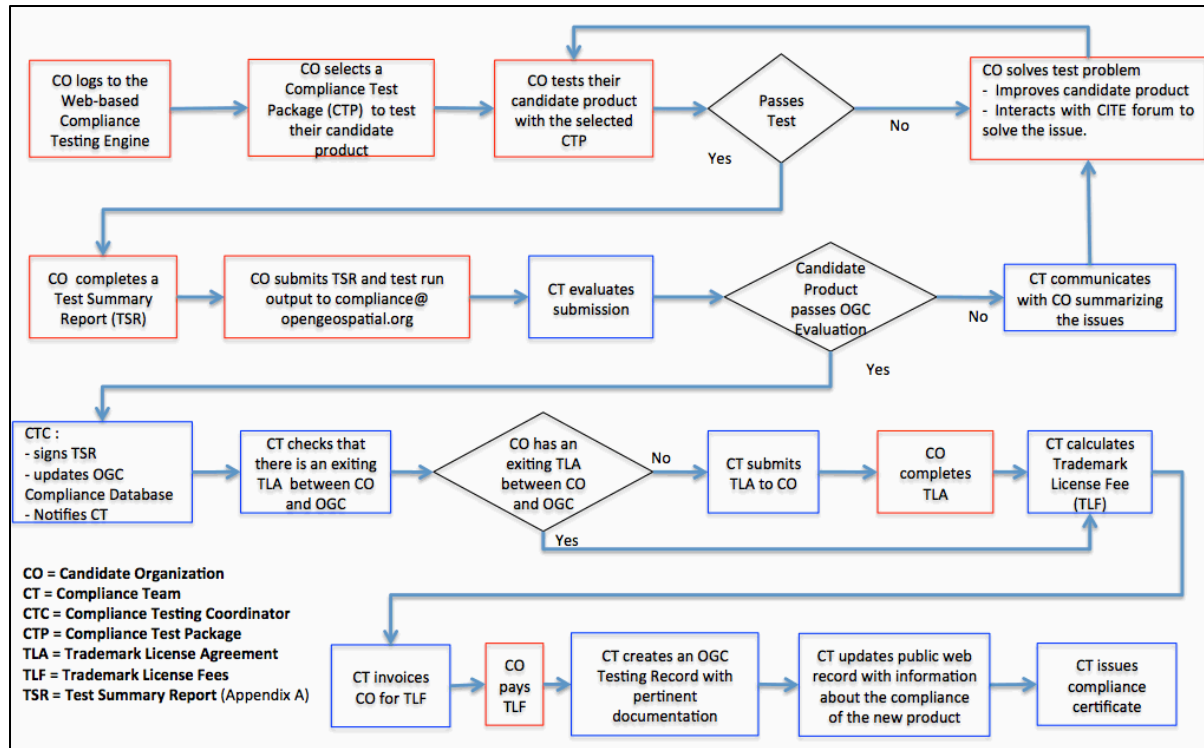 CO logs to the
Web-based
Compliance
Testing Engine
CO selects a
Compliance Test
Package (CTP)  to test
their candidate
product
CO tests their
candidate product
with the selected
CTP
Passes
Test
No
Yes
CO solves test problem
- Improves candidate product
- Interacts with CITE forum to
solve the issue.
CO  completes a
Test Summary
Report (TSR)
CO submits TSR and test run
output to compliance@
opengeospatial.org
CT evaluates
submission
Candidate
Product
passes OGC
Evaluation
No
Yes
CT communicates
with CO summarizing
the issues
CTC :
- signs TSR
- updates OGC
Compliance Database
- Notifies CT
CT checks that
there is an exiting
TLA  between CO
and OGC
CO has an
exiting TLA
between CO
and OGC
No
Yes
CT submits
TLA to CO
CO
completes
TLA
CT calculates
Trademark
License Fee
(TLF)
CO = Candidate Organization
CT = Compliance Team
CTC = Compliance Testing Coordinator
CTP = Compliance Test Package
TLA = Trademark License Agreement
TLF = Trademark License Fees
TSR = Test Summary Report (Appendix A)
CT invoices
CO for TLF
CO
pays
TLF
CT creates an OGC
Testing Record with
pertinent
documentation
CT updates public web
record with information
about the compliance
of the new product
CT issues
compliance
certificate